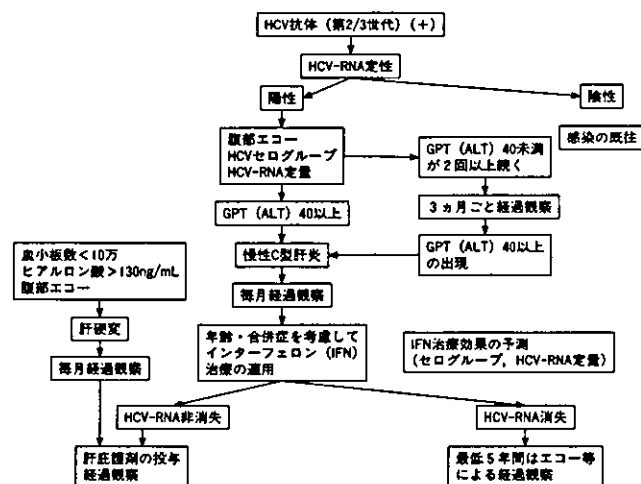 HCV抗体（第2/3世代）（＋）
HCV-RNA定性
陽性
陰性
腹部エコー
HCVセログループ
HCV-RNA定量
GPT（ALT）40未満
が2回以上続く
感染の既往
GPT（ALT）40以上
3ヵ月ごと経過観察
慢性C型肝炎
GPT（ALT）40以上
の出現
血小板数＜10万
ヒアルロン酸＞130ng/mL
腹部エコー
毎月経過観察
肝硬変
年齢・合併症を考慮して
インターフェロン（IFN）
治療の適用
IFN治療効果の予測
（セログループ，HCV-RNA定量）
毎月経過観察
HCV-RNA非消失
HCV-RNA消失
肝庇護剤の投与
経過観察
最低5年間はエコー等
による経過観察